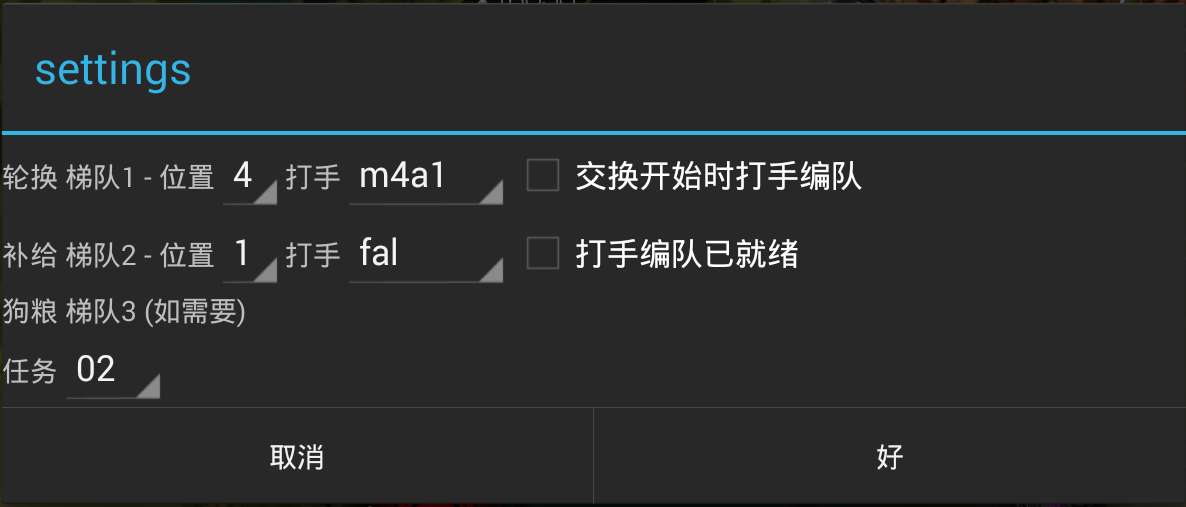 settings
轮换 梯队1 - 位置 4 打手 m4a1 交换开始时打手编队
补给 梯队2 - 位置 1 打手 fal 打手编队已就绪
狗粮 梯队3 (如需要)
任务 02
取消 好